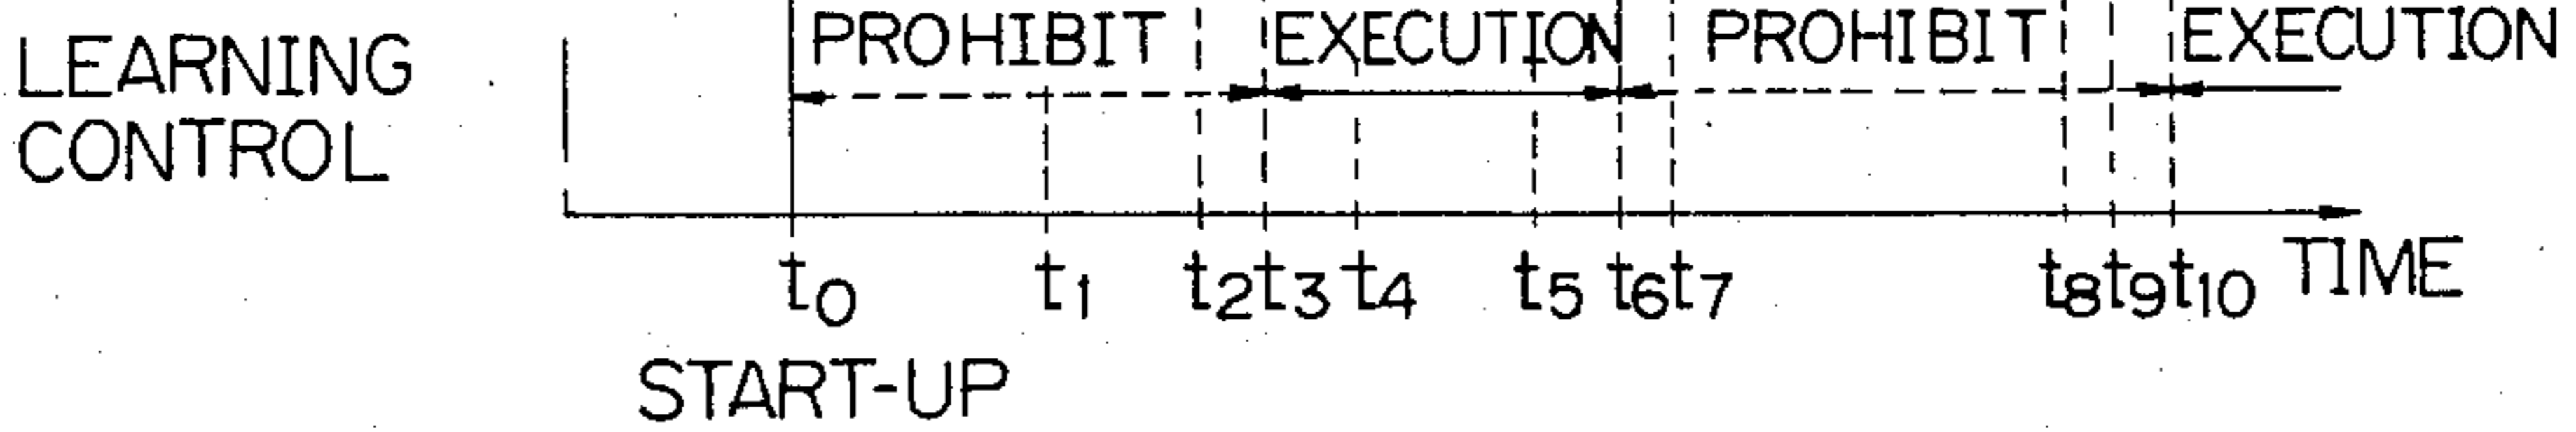 PROHIBIT EXECUTION PROHIBIT EXECUTION
LEARNING
CONTROL
t0 t1 t2 t3 t4 t5 t6 t7 t8 t9 t10 TIME
START-UP